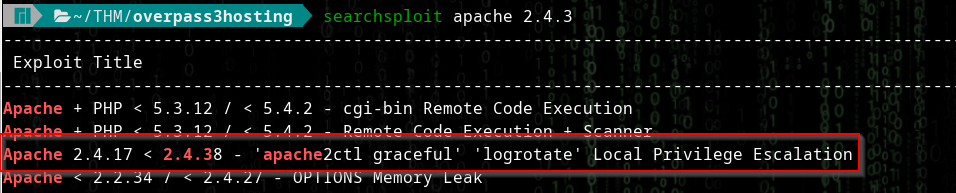 ~/THM/overpass3hosting searchsploit apache 2.4.3
Exploit Title
Apache + PHP < 5.3.12 / < 5.4.2 - cgi-bin Remote Code Execution
Apache + PHP < 5.3.12 / < 5.4.2 - Remote Code Execution + Scanner
Apache 2.4.17 < 2.4.38 - 'apache2ctl graceful' 'logrotate' Local Privilege Escalation
Apache < 2.2.34 / < 2.4.27 - OPTIONS Memory Leak